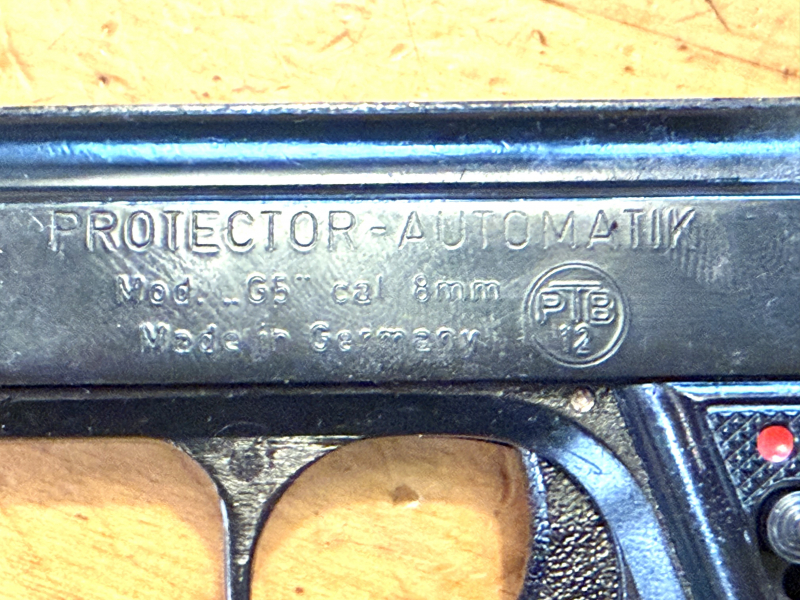 PROTECTOR-AUTOMATIK
Mod. „G5" cal 8mm
Made in Germany
PTB
12